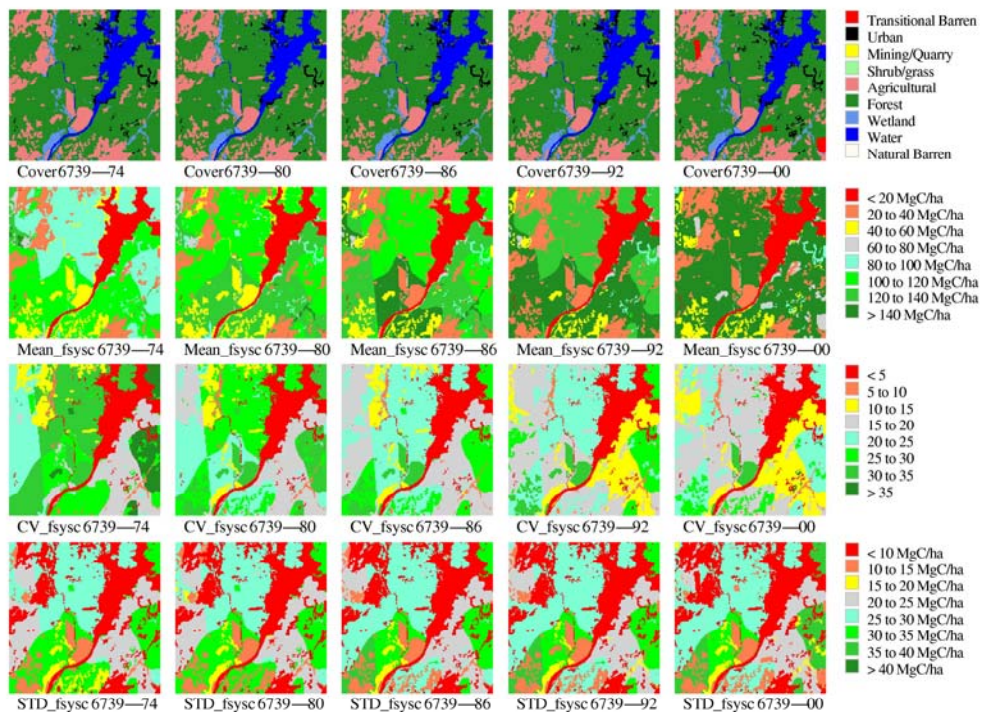 Transitional Barren
Urban
Mining/Quarry
Shrub/grass
Agricultural
Forest
Wetland
Water
Natural Barren
Cover6739—74
Cover6739—80
Cover6739—86
Cover6739—92
Cover6739—00
< 20 MgC/ha
20 to 40 MgC/ha
40 to 60 MgC/ha
60 to 80 MgC/ha
80 to 100 MgC/ha
100 to 120 MgC/ha
120 to 140 MgC/ha
> 140 MgC/ha
Mean_fsysc 6739—74
Mean_fsysc 6739—80
Mean_fsysc 6739—86
Mean_fsysc 6739—92
Mean_fsysc 6739—00
< 5
5 to 10
10 to 15
15 to 20
20 to 25
25 to 30
30 to 35
> 35
CV_fsysc 6739—74
CV_fsysc 6739—80
CV_fsysc 6739—86
CV_fsysc 6739—92
CV_fsysc 6739—00
< 10 MgC/ha
10 to 15 MgC/ha
15 to 20 MgC/ha
20 to 25 MgC/ha
25 to 30 MgC/ha
30 to 35 MgC/ha
35 to 40 MgC/ha
> 40 MgC/ha
STD_fsysc 6739—74
STD_fsysc 6739—80
STD_fsysc 6739—86
STD_fsysc 6739—92
STD_fsysc 6739—00